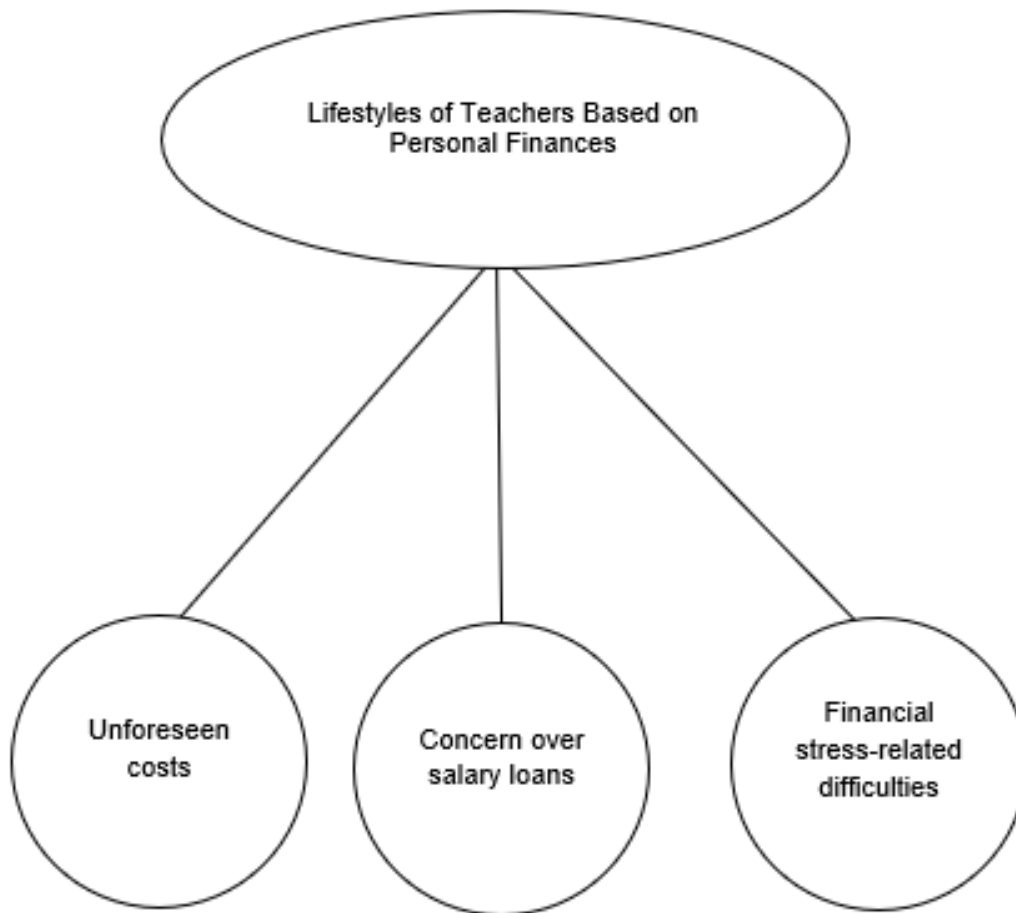 Lifestyles of Teachers Based on
Personal Finances
Unforeseen
costs
Concern over
salary loans
Financial
stress-related
difficulties